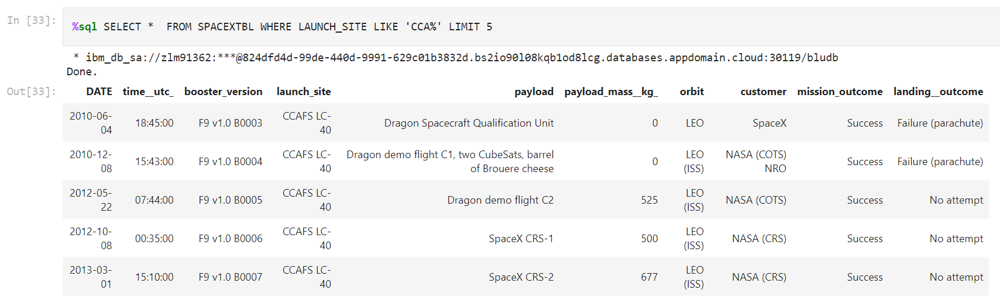 In [33]:
%sql SELECT *  FROM SPACEXTBL WHERE LAUNCH_SITE LIKE 'CCA%' LIMIT 5
* ibm_db_sa://zlm91362:***@824dfd4d-99de-440d-9991-629c01b3832d.bs2io90l08kqb1od8lcg.databases.appdomain.cloud:30119/bludb
Done.
Out[33]:
DATE time__utc_ booster_version launch_site payload payload_mass__kg_ orbit customer mission_outcome landing__outcome
2010-06-
04 18:45:00 F9 v1.0 B0003 CCAFS LC-
40 Dragon Spacecraft Qualification Unit 0 LEO SpaceX Success Failure (parachute)
2010-12-
08 15:43:00 F9 v1.0 B0004 CCAFS LC-
40 Dragon demo flight C1, two CubeSats, barrel
of Brouere cheese 0 LEO
(ISS) NASA (COTS)
NRO Success Failure (parachute)
2012-05-
22 07:44:00 F9 v1.0 B0005 CCAFS LC-
40 Dragon demo flight C2 525 LEO
(ISS) NASA (COTS) Success No attempt
2012-10-
08 00:35:00 F9 v1.0 B0006 CCAFS LC-
40 SpaceX CRS-1 500 LEO
(ISS) NASA (CRS) Success No attempt
2013-03-
01 15:10:00 F9 v1.0 B0007 CCAFS LC-
40 SpaceX CRS-2 677 LEO
(ISS) NASA (CRS) Success No attempt